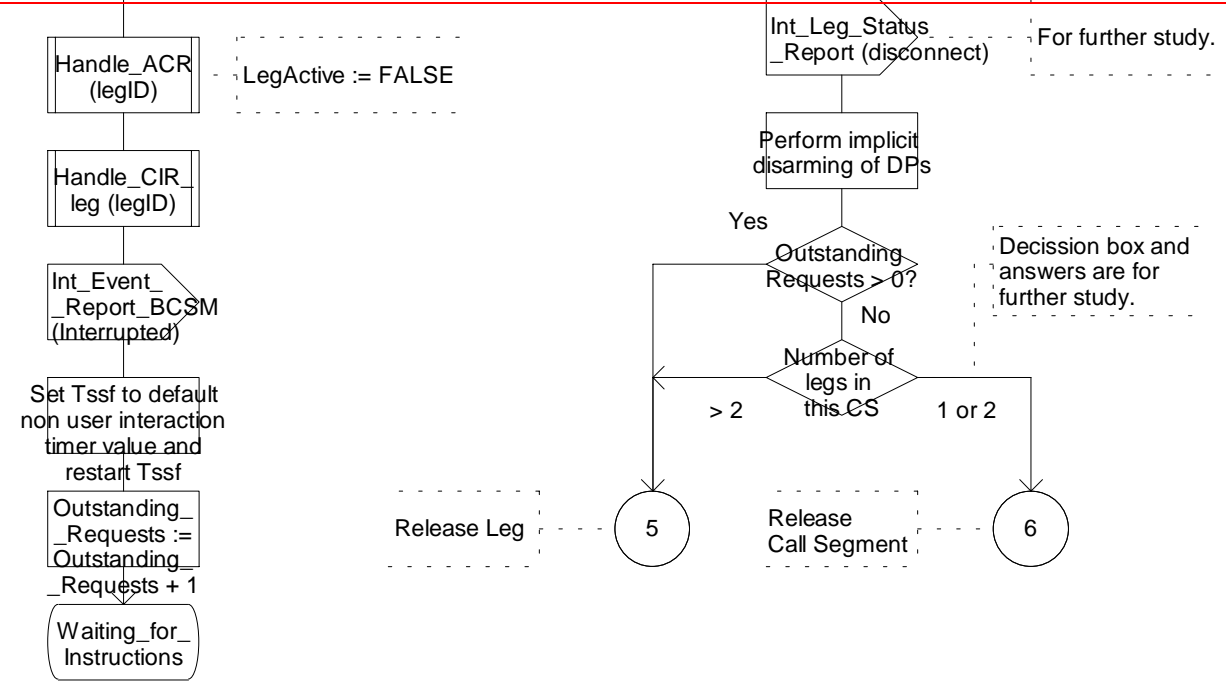 Handle_ACR
(legID)
LegActive := FALSE
Handle_CIR_
leg (legID)
Int_Event_
_Report_BCSM
(Interrupted)
Set Tssf to default
non user interaction
timer value and
restart Tssf
Outstanding_
_Requests :=
Outstanding_
_Requests + 1
Waiting_for_
Instructions
Int_Leg_Status
_Report (disconnect)
For further study.
Perform implicit
disarming of DPs
Yes
Outstanding
Requests > 0?
Decission box and
answers are for
further study.
No
Number of
legs in
this CS
> 2
1 or 2
Release Leg
5
Release
Call Segment
6